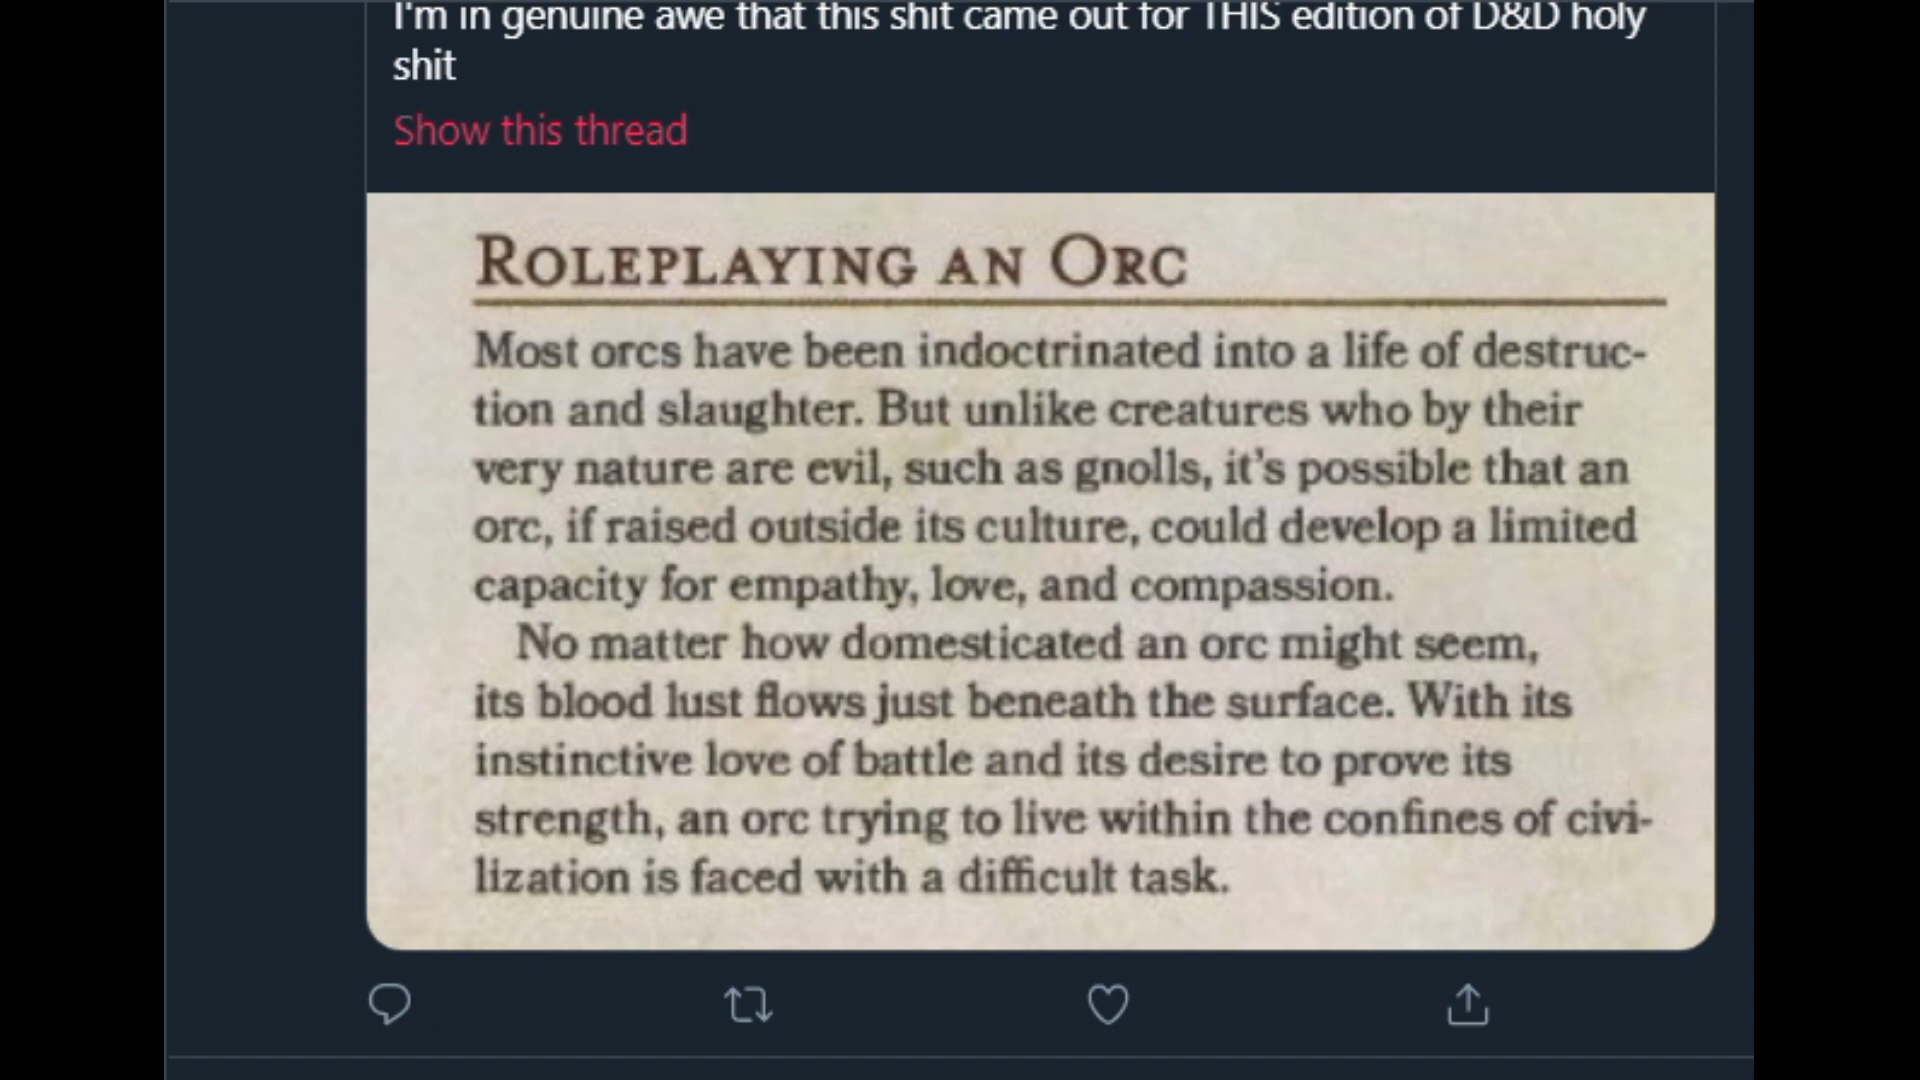 I'm in genuine awe that this shit came out for THIS edition of D&D holy
shit
Show this thread
ROLEPLAYING AN ORC
Most orcs have been indoctrinated into a life of destruc-
tion and slaughter. But unlike creatures who by their
very nature are evil, such as gnolls, it's possible that an
orc, if raised outside its culture, could develop a limited
capacity for empathy, love, and compassion.
No matter how domesticated an orc might seem,
its blood lust flows just beneath the surface. With its
instinctive love of battle and its desire to prove its
strength, an orc trying to live within the confines of civi-
lization is faced with a difficult task.